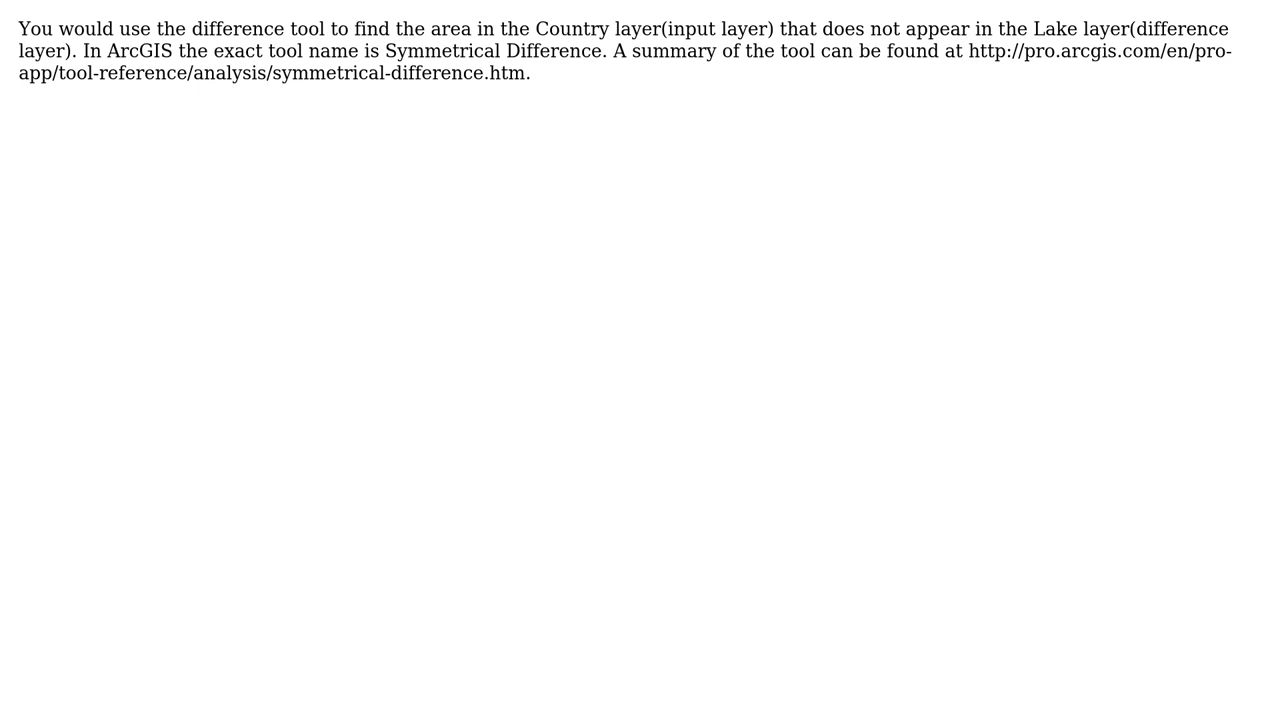 You would use the difference tool to find the area in the Country layer(input layer) that does not appear in the Lake layer(difference
layer). In ArcGIS the exact tool name is Symmetrical Difference. A summary of the tool can be found at http://pro.arcgis.com/en/pro-
app/tool-reference/analysis/symmetrical-difference.htm.